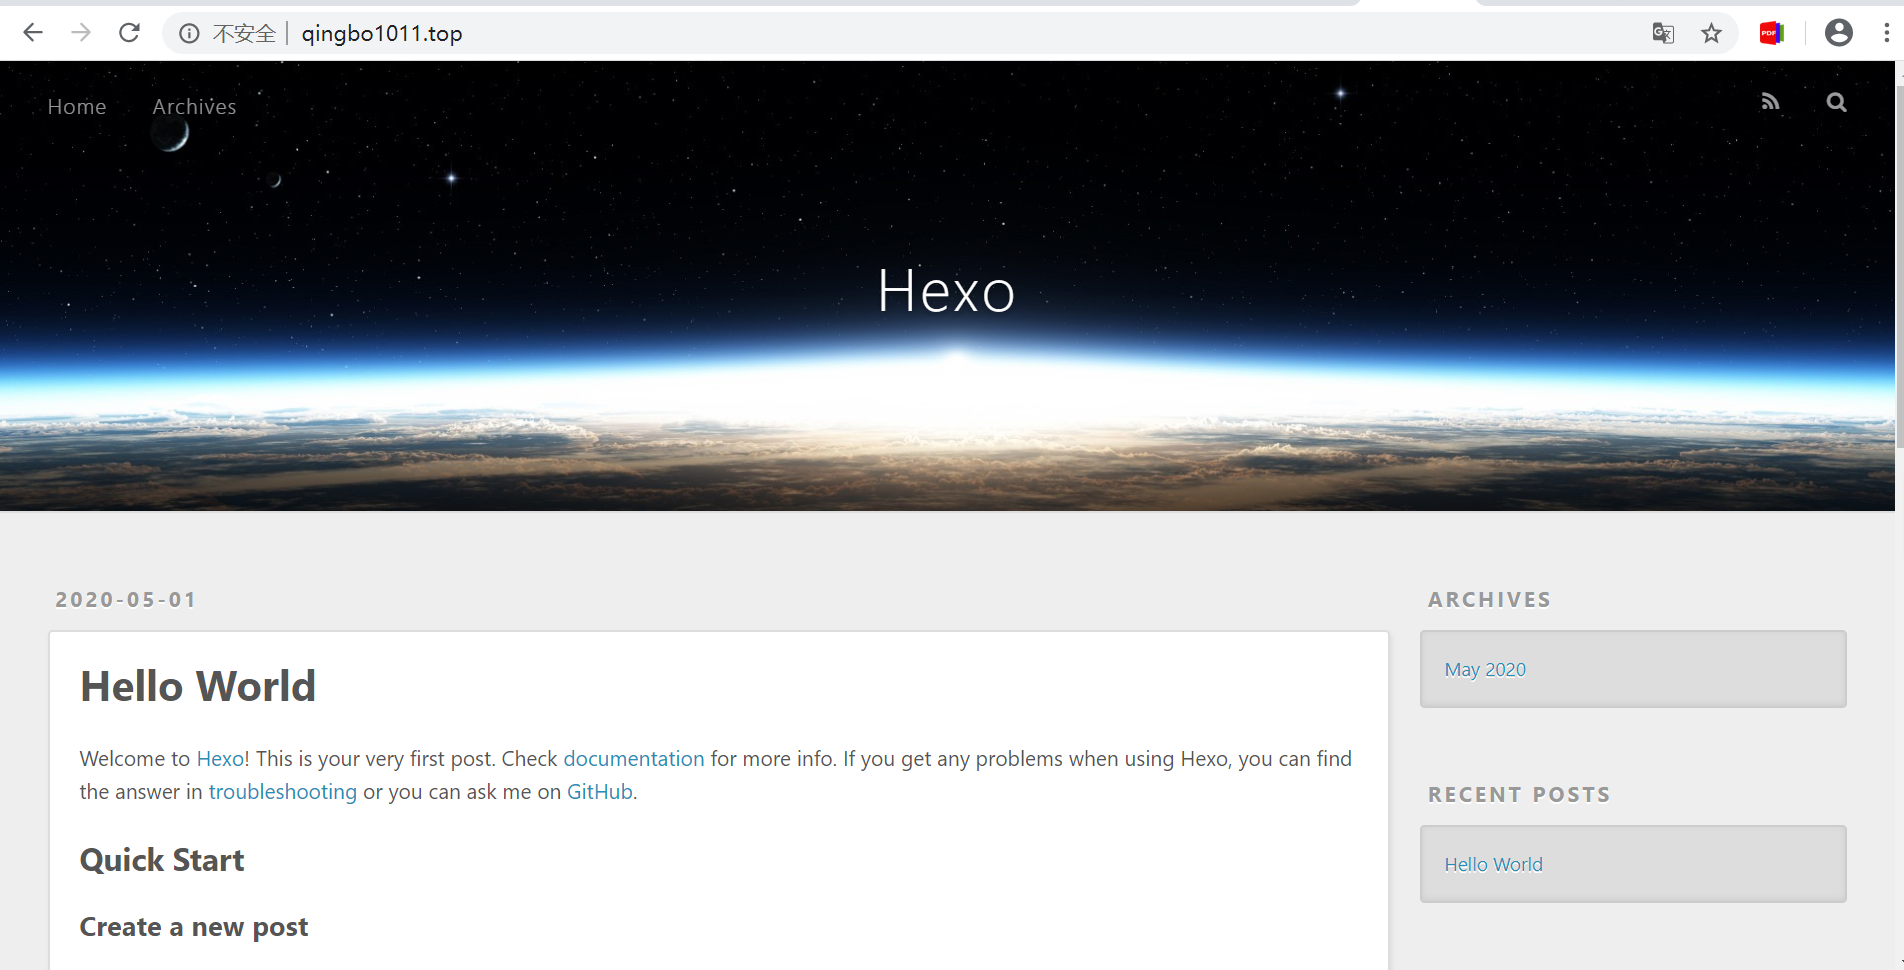 不安全 qingbo1011.top
PDF
Home Archives
Hexo
2020-05-01
Hello World
Welcome to Hexo! This is your very first post. Check documentation for more info. If you get any problems when using Hexo, you can find
the answer in troubleshooting or you can ask me on GitHub.
Quick Start
Create a new post
ARCHIVES
May 2020
RECENT POSTS
Hello World